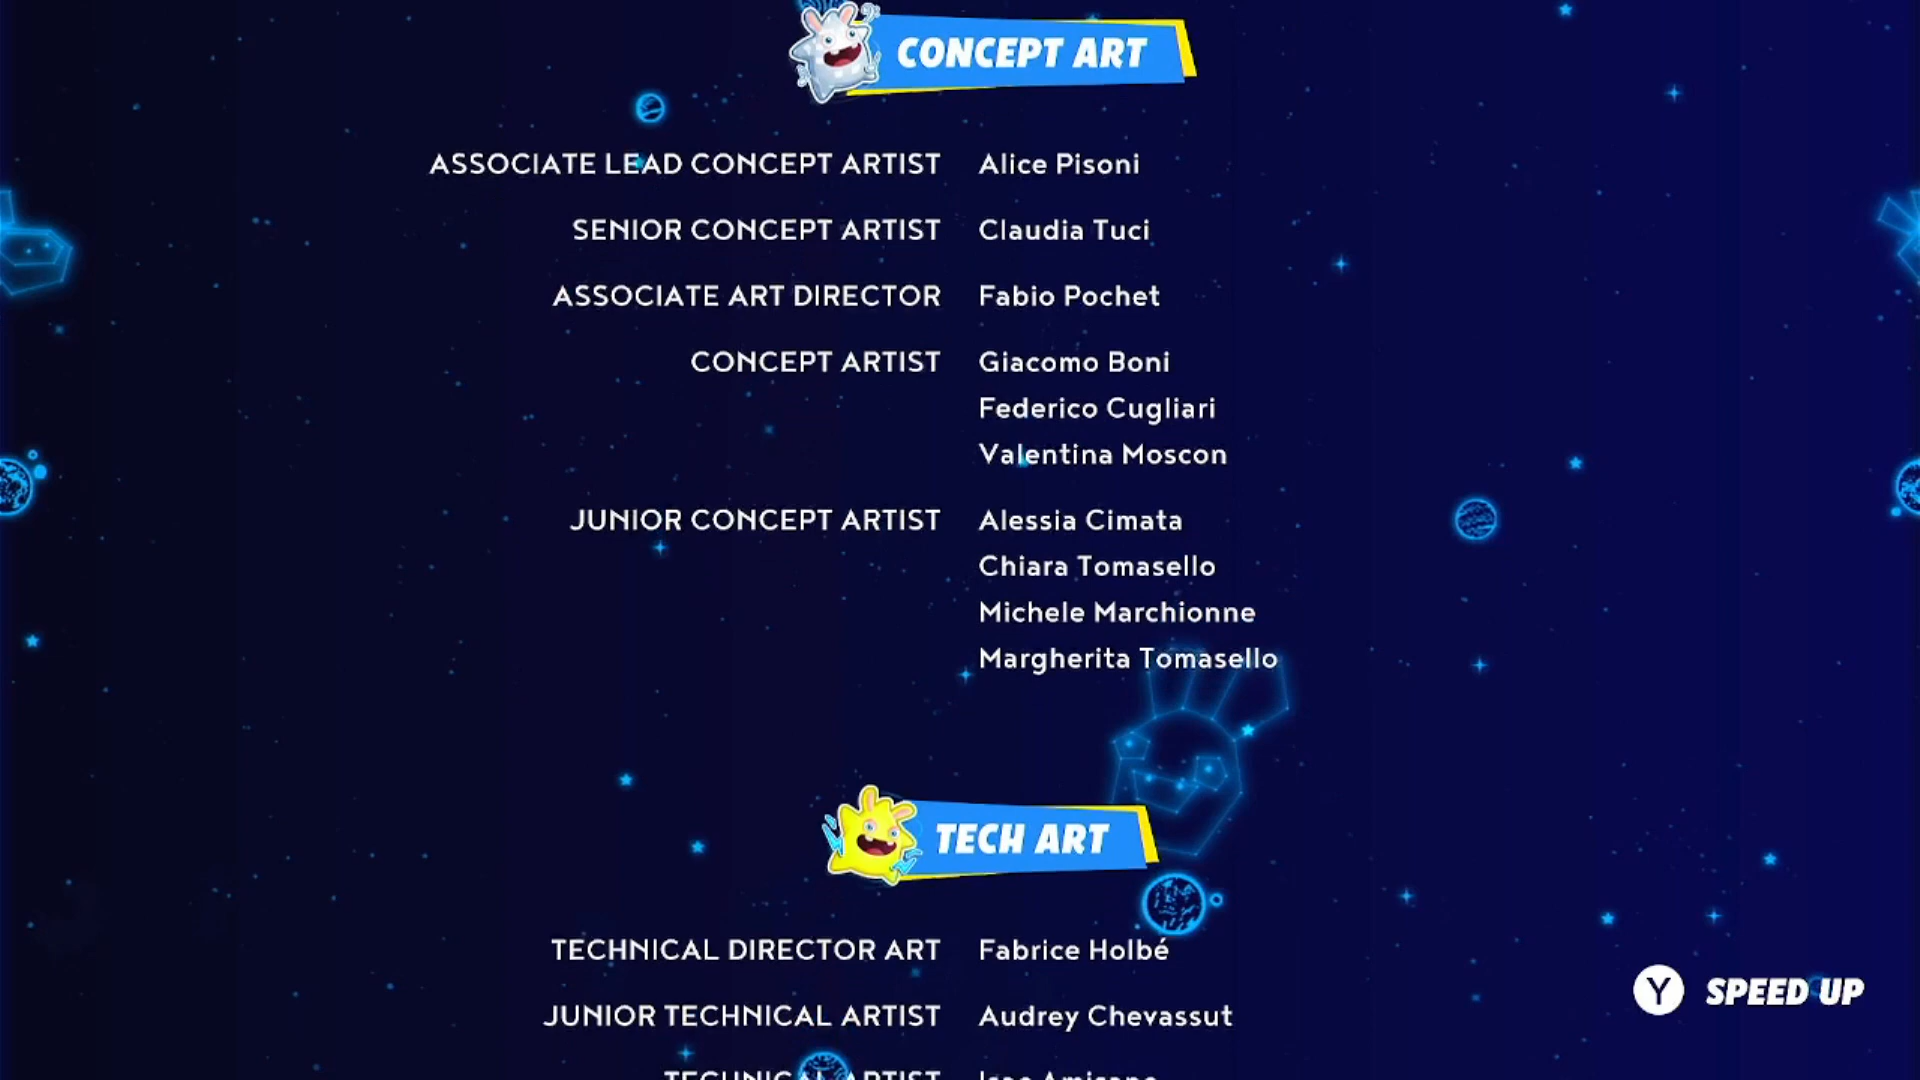 CONCEPT ART
ASSOCIATE LEAD CONCEPT ARTIST Alice Pisoni
SENIOR CONCEPT ARTIST Claudia Tuci
ASSOCIATE ART DIRECTOR Fabio Pochet
CONCEPT ARTIST Giacomo Boni
Federico Cugliari
Valentina Moscon
JUNIOR CONCEPT ARTIST Alessia Cimata
Chiara Tomasello
Michele Marchionne
Margherita Tomasello
TECH ART
TECHNICAL DIRECTOR ART Fabrice Holbé
JUNIOR TECHNICAL ARTIST Audrey Chevassut
TECHNICAL ARTIST
Y SPEED UP